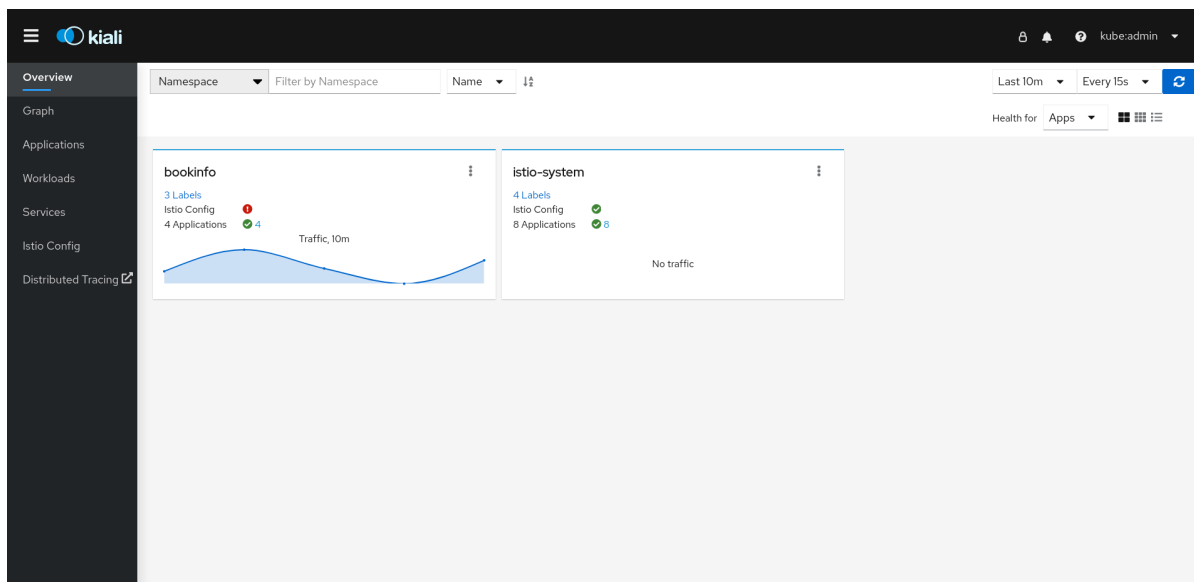 kiali
kube:admin
Overview
Graph
Applications
Workloads
Services
Istio Config
Distributed Tracing
Namespace Filter by Namespace Name
Last 10m Every 15s
Health for Apps
bookinfo
3 Labels
Istio Config
4 Applications 4
Traffic, 10m
istio-system
4 Labels
Istio Config
8 Applications 8
No traffic